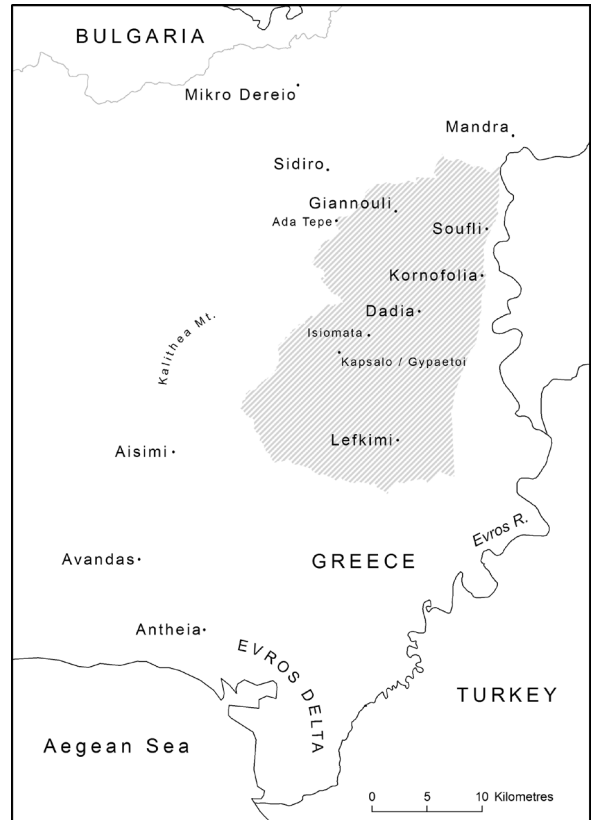 BULGARIA
Mikro Dereio
Mandra
Sidiro
Giannouli
Ada Tepe
Soufli
Kornofolia
Dadia
Isiomata
Kalithea Mt.
Kapsalo / Gypaetoi
Lefkimi
Aisimi
Evros R.
Avandas
GREECE
Antheia
EVROS DELTA
TURKEY
Aegean Sea
0 5 10 Kilometres